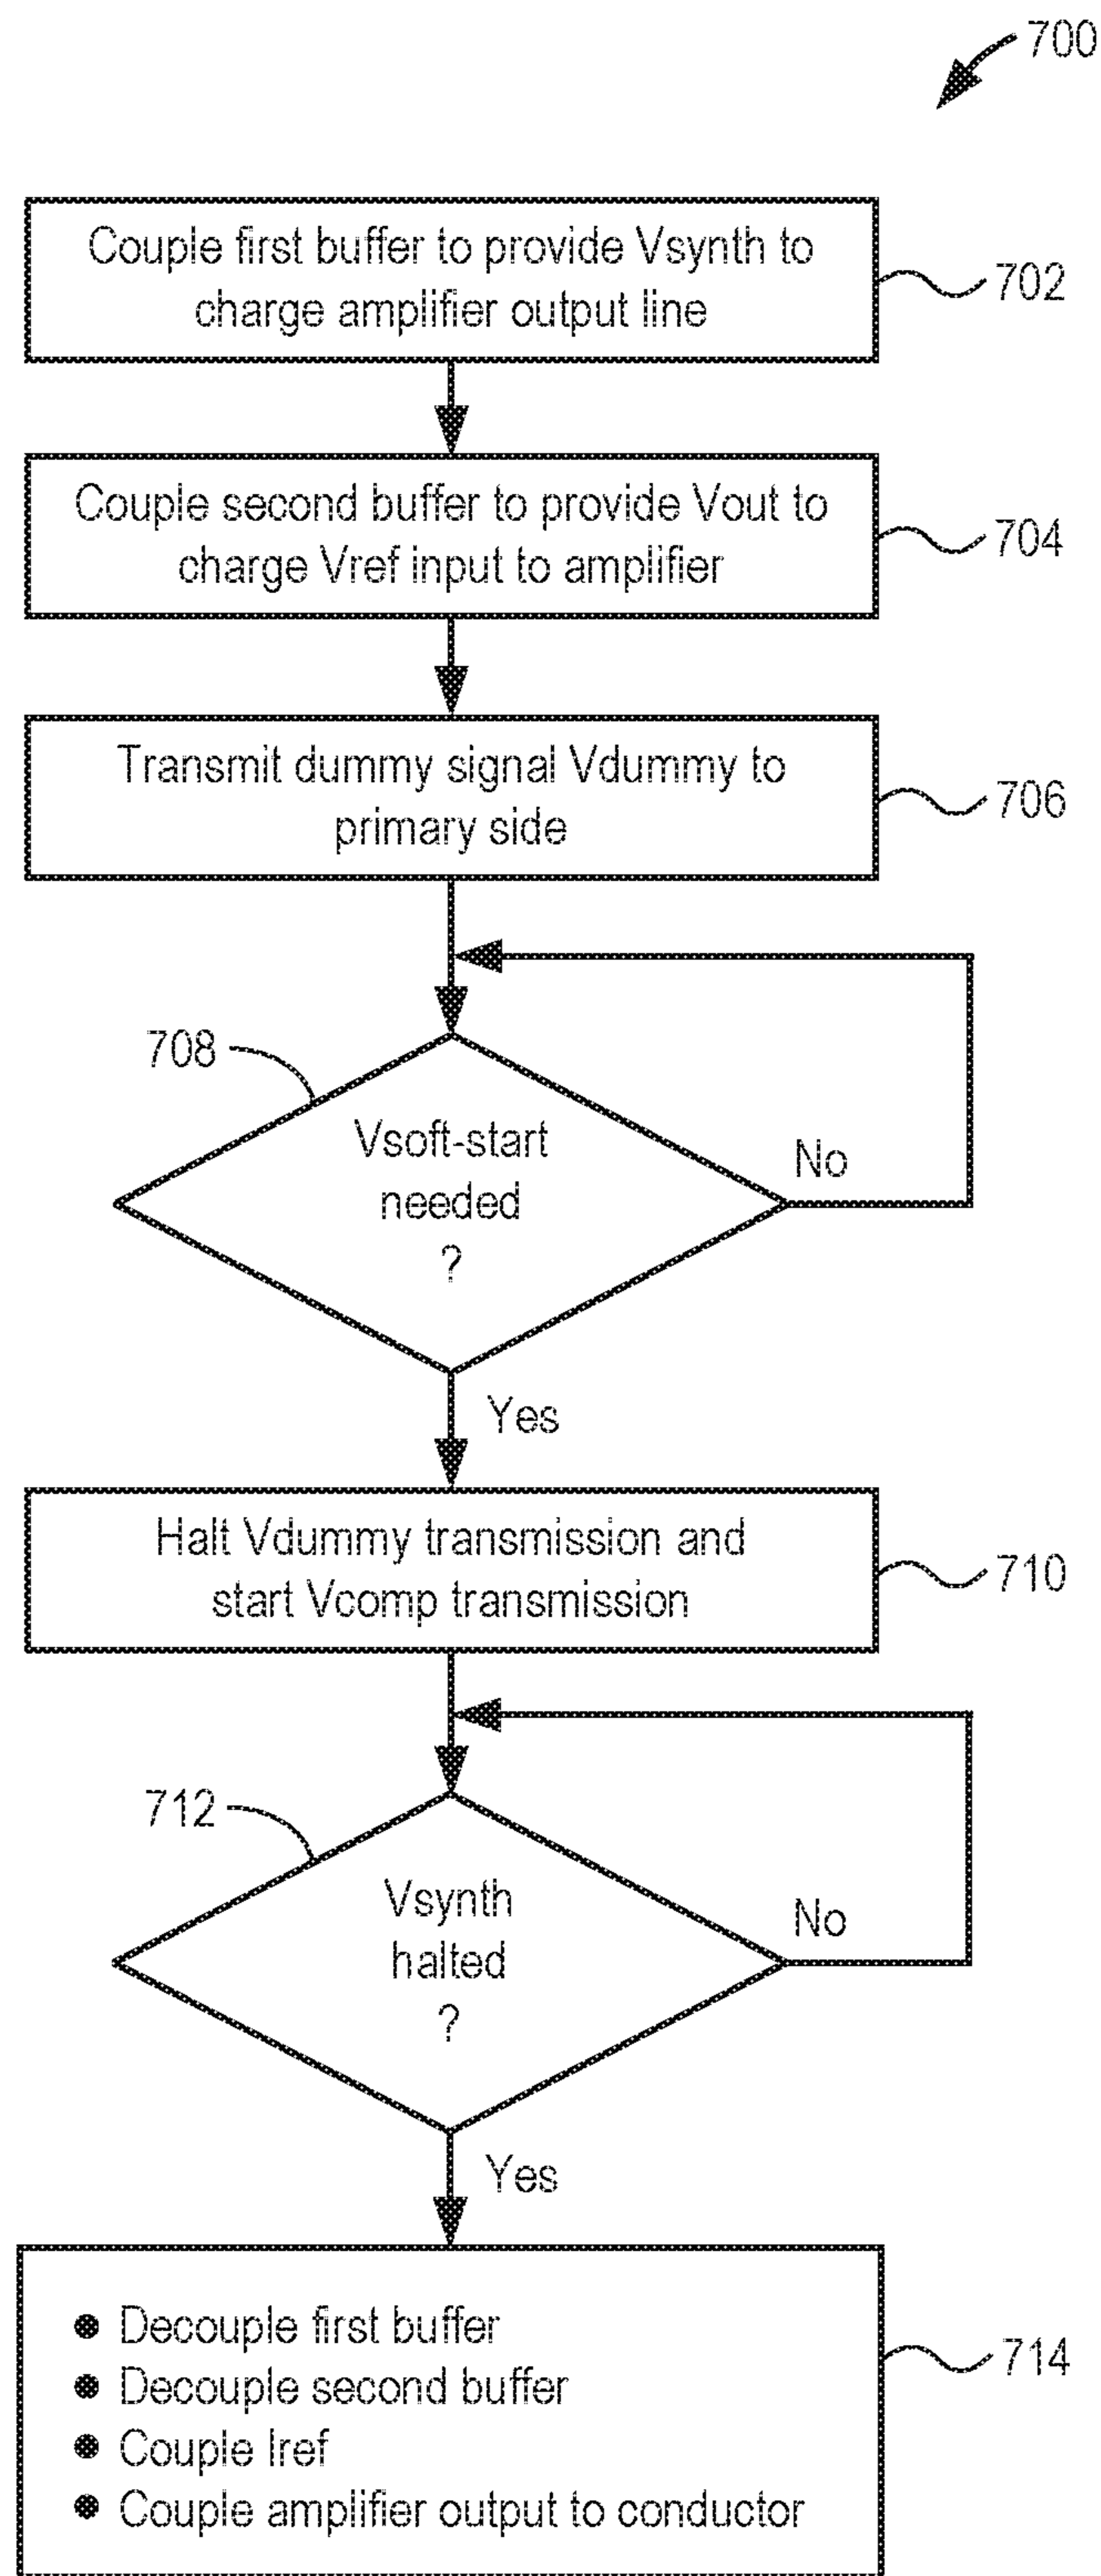 700
Couple first buffer to provide Vsynth to
charge amplifier output line
702
Couple second buffer to provide Vout to
charge Vref input to amplifier
704
Transmit dummy signal Vdummy to
primary side
706
708
Vsoft-start
needed
?
No
Yes
Halt Vdummy transmission and
start Vcomp transmission
710
712
Vsynth
halted
?
No
Yes
● Decouple first buffer
● Decouple second buffer
● Couple Iref
● Couple amplifier output to conductor
714